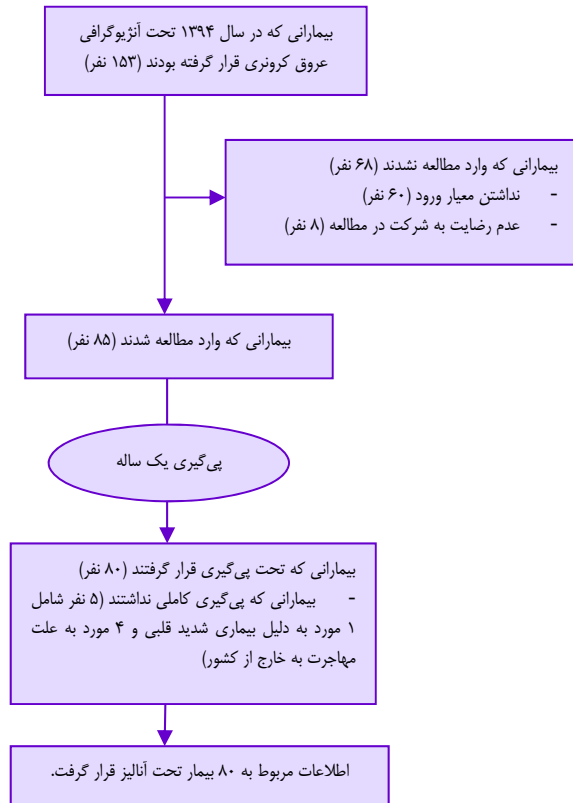 بیمارانی که در سال ۱۳۹۴ تحت آنژیوگرافی
عروق کرونری قرار گرفته بودند (۱۵۳ نفر)
بیمارانی که وارد مطالعه نشدند (۶۸ نفر)
- نداشتن معیار ورود (۶۰ نفر)
- عدم رضایت به شرکت در مطالعه (۸ نفر)
بیمارانی که وارد مطالعه شدند (۸۵ نفر)
پی‌گیری یک ساله
بیمارانی که تحت پی‌گیری قرار گرفتند (۸۰ نفر)
- بیمارانی که پی‌گیری کاملی نداشتند (۵ نفر شامل
۱ مورد به دلیل بیماری شدید قلبی و ۴ مورد به علت
مهاجرت به خارج از کشور)
اطلاعات مربوط به ۸۰ بیمار تحت آنالیز قرار گرفت.